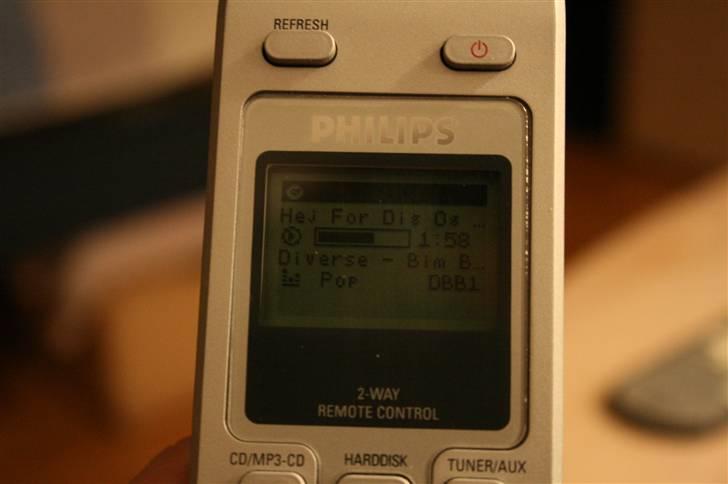 REFRESH
PHILIPS
Hej For Dig Og ...
1:58
Diverse - Bim B...
Pop DBB1
2-WAY
REMOTE CONTROL
CD/MP3-CD HARDDISK TUNER/AUX